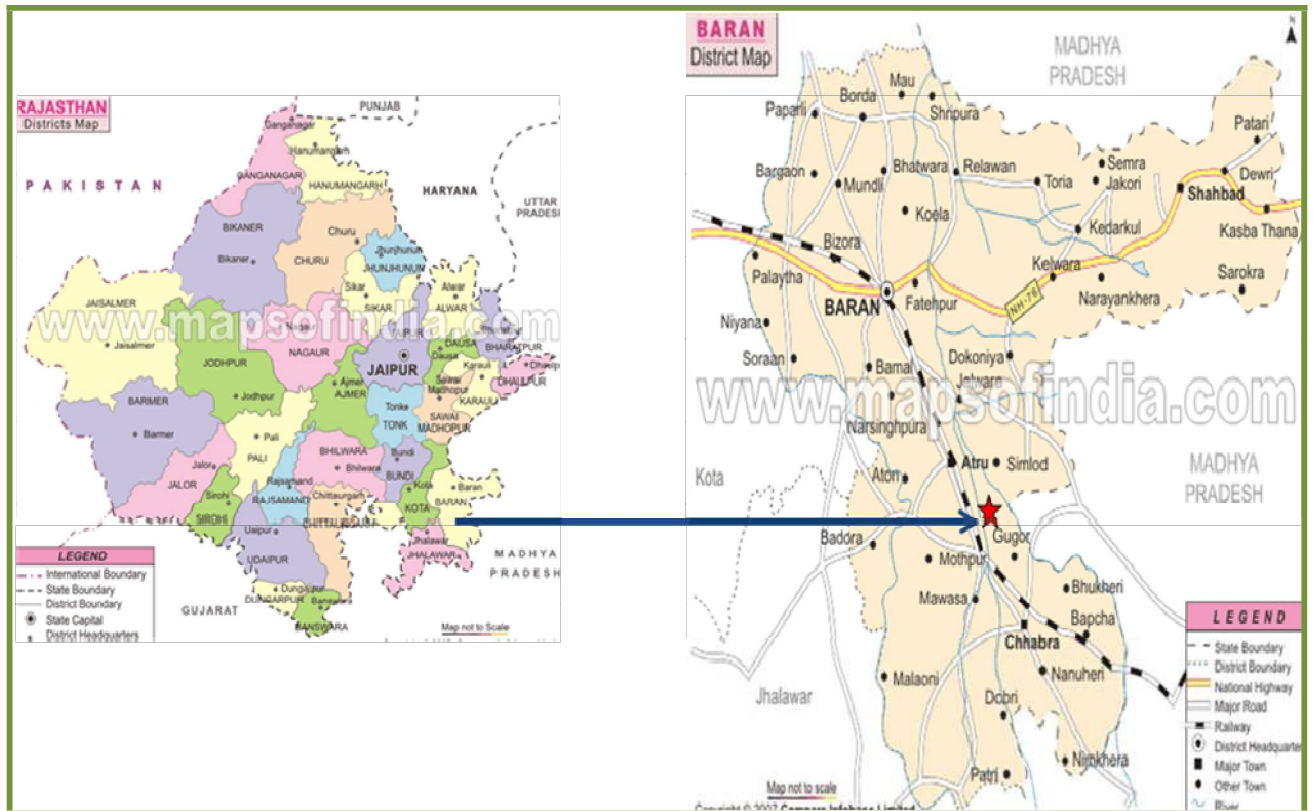 RAJASTHAN
Districts Map
PUNJAB
Ganganagar
Hanumangarh
GANGANAGAR
HANUMANGARH
PAKISTAN
HARYANA
UTTAR
PRADESH
BIKANER
Bikaner
Churu
CHURU
Jhunjhunun
JHUNJHUNUN
Sikar
SIKAR
Alwar
ALWAR
JAISALMER
Jaisalmer
www.mapsofindia.com
Nagaur
NAGAUR
JAIPUR
BHARATPUR
JODHPUR
Jodhpur
DAUSA
Dausa
Karauli
KARAULI
DHAULPUR
Ajmer
AJMER
Sawai
Madhopur
SAWAI
MADHOPUR
Tonk
TONK
BARMER
Barmer
Pali
PALI
BHILWARA
Bhilwara
Bundi
BUNDI
Jalor
JALOR
Sirohi
SIROHI
Rajsamand
RAJSAMAND
Chittaurgarh
Kota
KOTA
Baran
BARAN
Udaipur
UDAIPUR
Jhalawar
JHALAWAR
MADHYA
PRADESH
Dungarpur
DUNGARPUR
Banswara
BANSWARA
GUJARAT
LEGEND
International Boundary
State Boundary
District Boundary
State Capital
District Headquarters
Map not to Scale
BARAN
District Map
N
MADHYA
PRADESH
Mau
Borda
Paparli
Shripura
Patari
Bargaon
Mundli
Bhatwara
Relawan
Semra
Jakori
Toria
Dewri
Shahbad
Koela
Kedarkul
Kasba Thana
Bizora
Palaytha
Kelwara
BARAN
Fatehpur
NH-76
Narayankhera
Sarokra
Niyana
Soraan
Bamal
Dokoniya
Jalwara
www.mapsofindia.com
Narsinghpura
Kota
Aton
Atru
Simlod
MADHYA
PRADESH
Badora
Mothpur
Gugor
Bhukheri
Mawasa
Bapcha
Chhabra
Malaoni
Nanuheri
Jhalawar
Dobri
Nimkhera
Patri
Map not to scale
Copyright © 2007 Compare Infobase Limited
LEGEND
State Boundary
District Boundary
National Highway
Major Road
Railway
District Headquarter
Major Town
Other Town
River